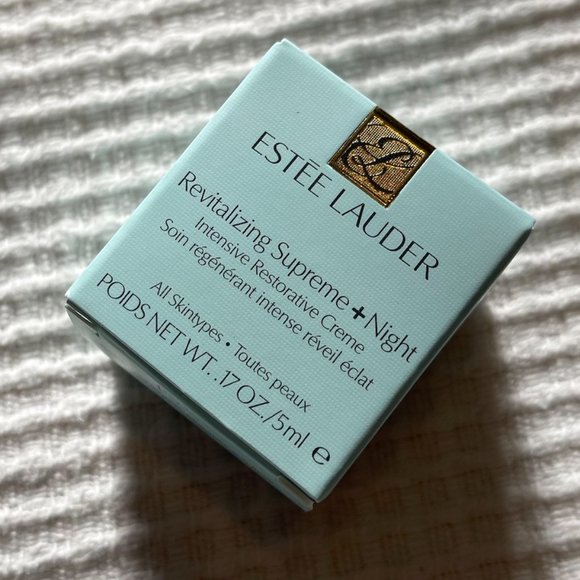 ESTÉE LAUDER
Revitalizing Supreme+Night
Intensive Restorative Creme
Soin régénérant intense réveil éclat
All Skintypes • Toutes peaux
POIDS NET WT. .17 OZ./5ml ℮